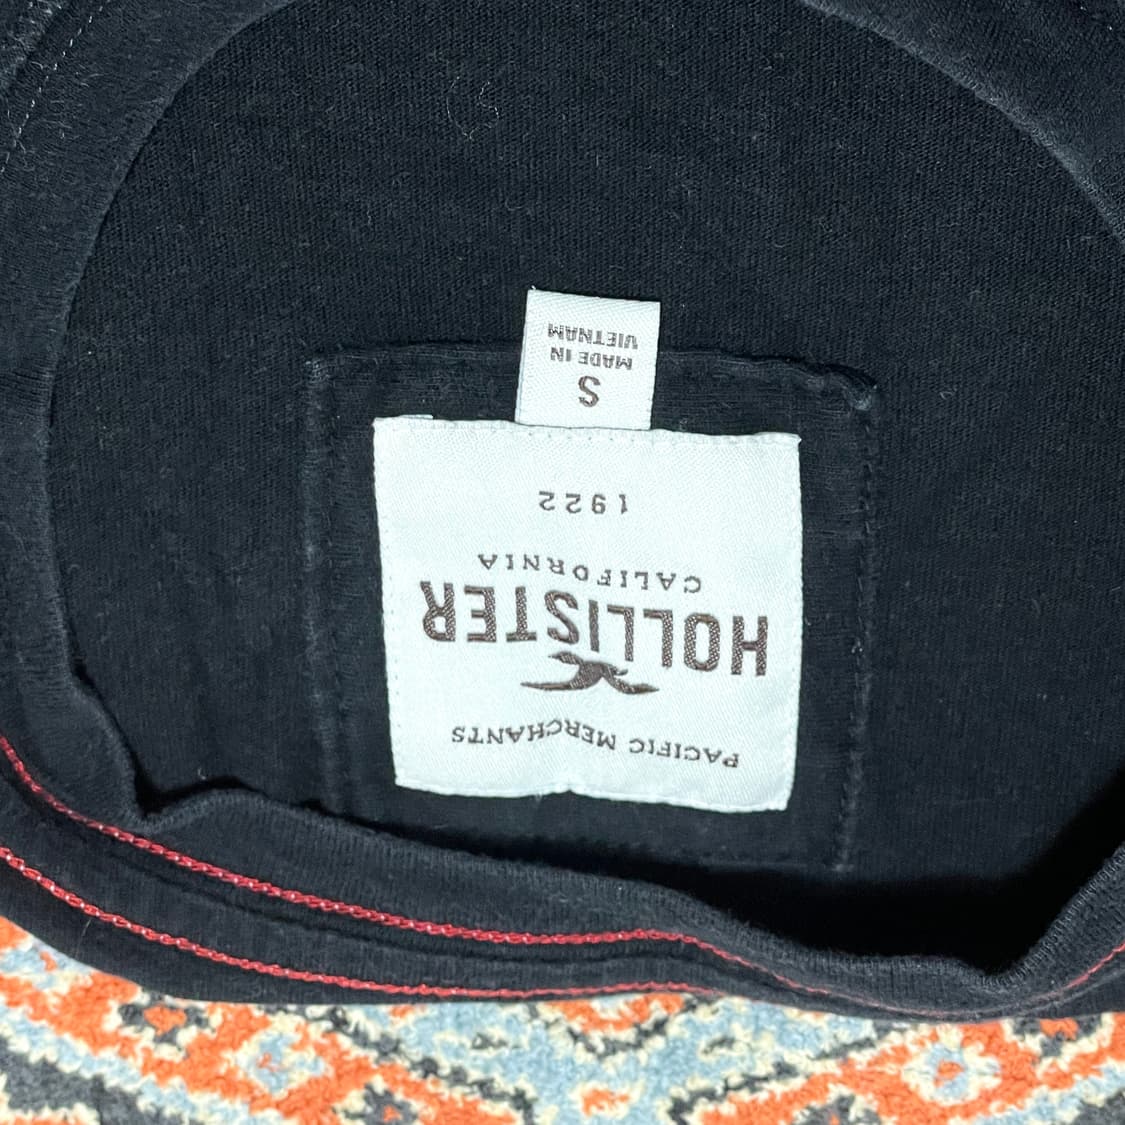 PACIFIC MERCHANTS
HOLLISTER
CALIFORNIA
1922
S
MADE IN
VIETNAM